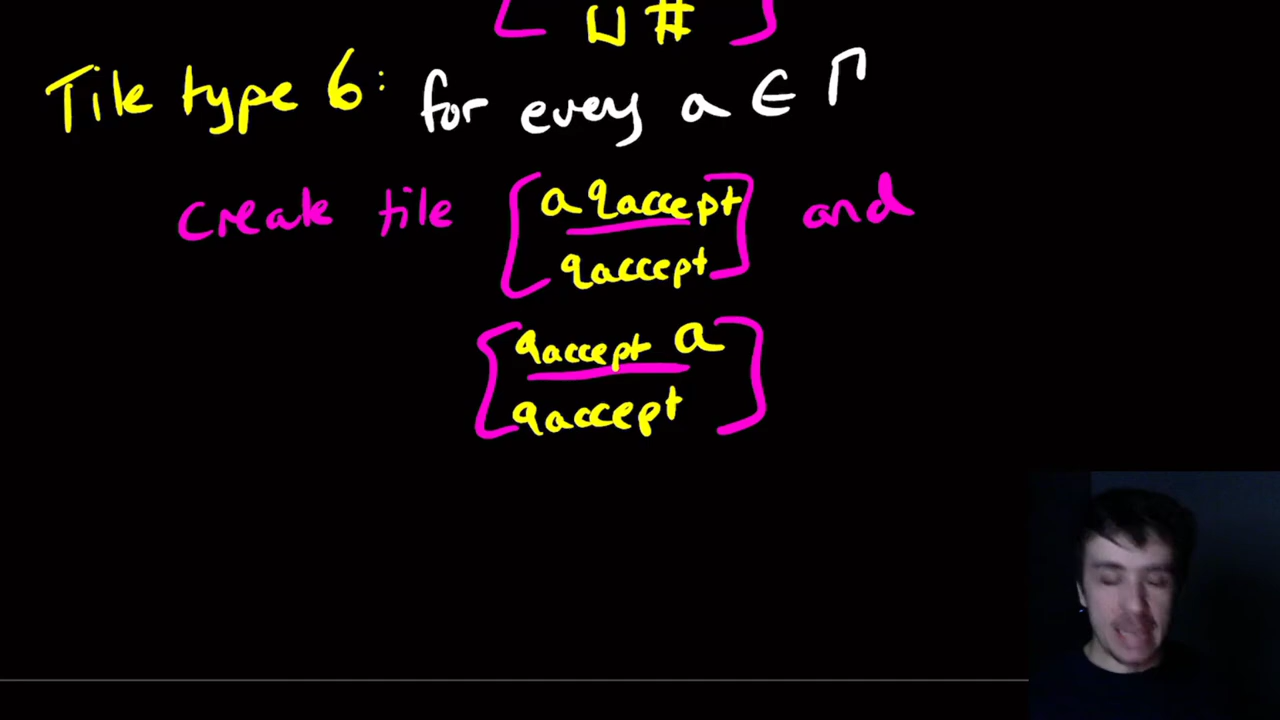 ⊔ #
Tile type 6: for every a ∈ Γ
create tile [a qaccept / qaccept] and
[qaccept a / qaccept]